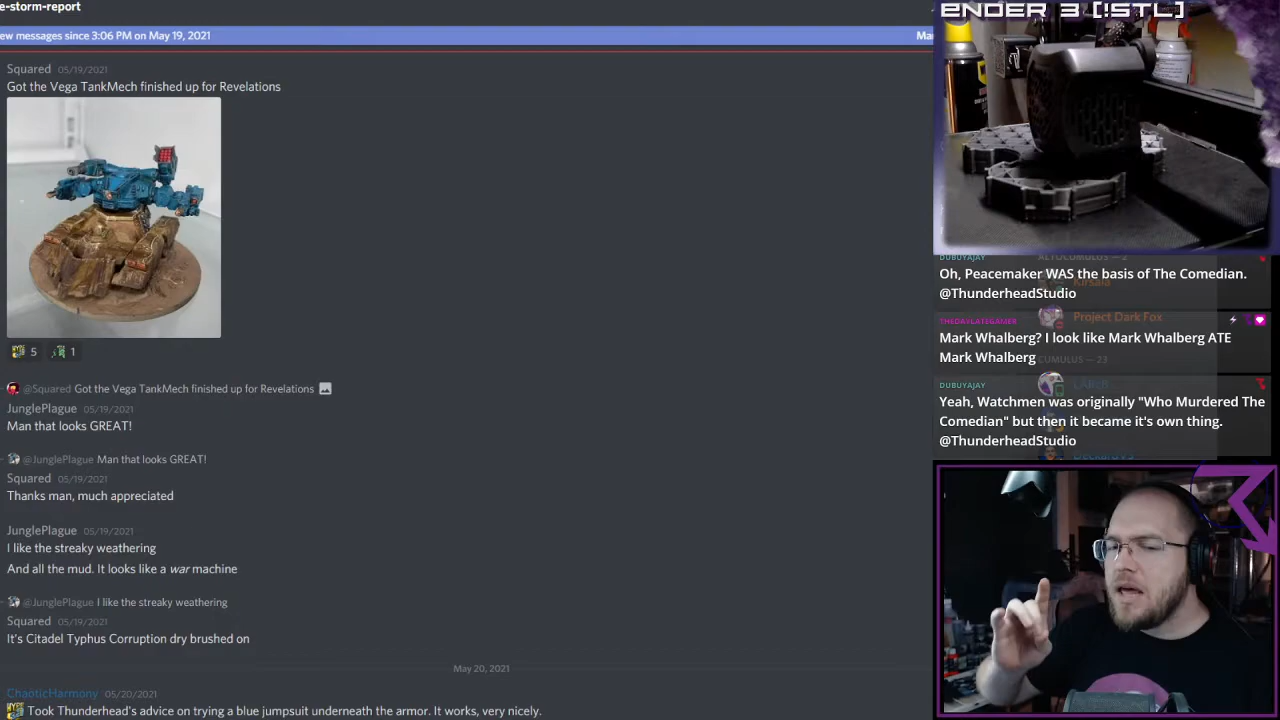 e-storm-report
ew messages since 3:06 PM on May 19, 2021
Mar
Squared 05/19/2021
Got the Vega TankMech finished up for Revelations
5
1
@Squared Got the Vega TankMech finished up for Revelations
JunglePlague 05/19/2021
Man that looks GREAT!
@JunglePlague Man that looks GREAT!
Squared 05/19/2021
Thanks man, much appreciated
JunglePlague 05/19/2021
I like the streaky weathering
And all the mud. It looks like a war machine
@JunglePlague I like the streaky weathering
Squared 05/19/2021
It's Citadel Typhus Corruption dry brushed on
May 20, 2021
ChaoticHarmony 05/20/2021
Took Thunderhead's advice on trying a blue jumpsuit underneath the armor. It works, very nicely.
ENDER 3 [!STL]
DUBUYAJAY
ALTOCUMULUS — 2
Oh, Peacemaker WAS the basis of The Comedian.
Kirsala
@ThunderheadStudio
THEDAYLATEGAMER
Project Dark Fox
Mark Whalberg? I look like Mark Whalberg ATE
Mark Whalberg
CUMULUS — 23
DUBUYAJAY
Yeah, Watchmen was originally "Who Murdered The
Comedian" but then it became it's own thing.
@ThunderheadStudio